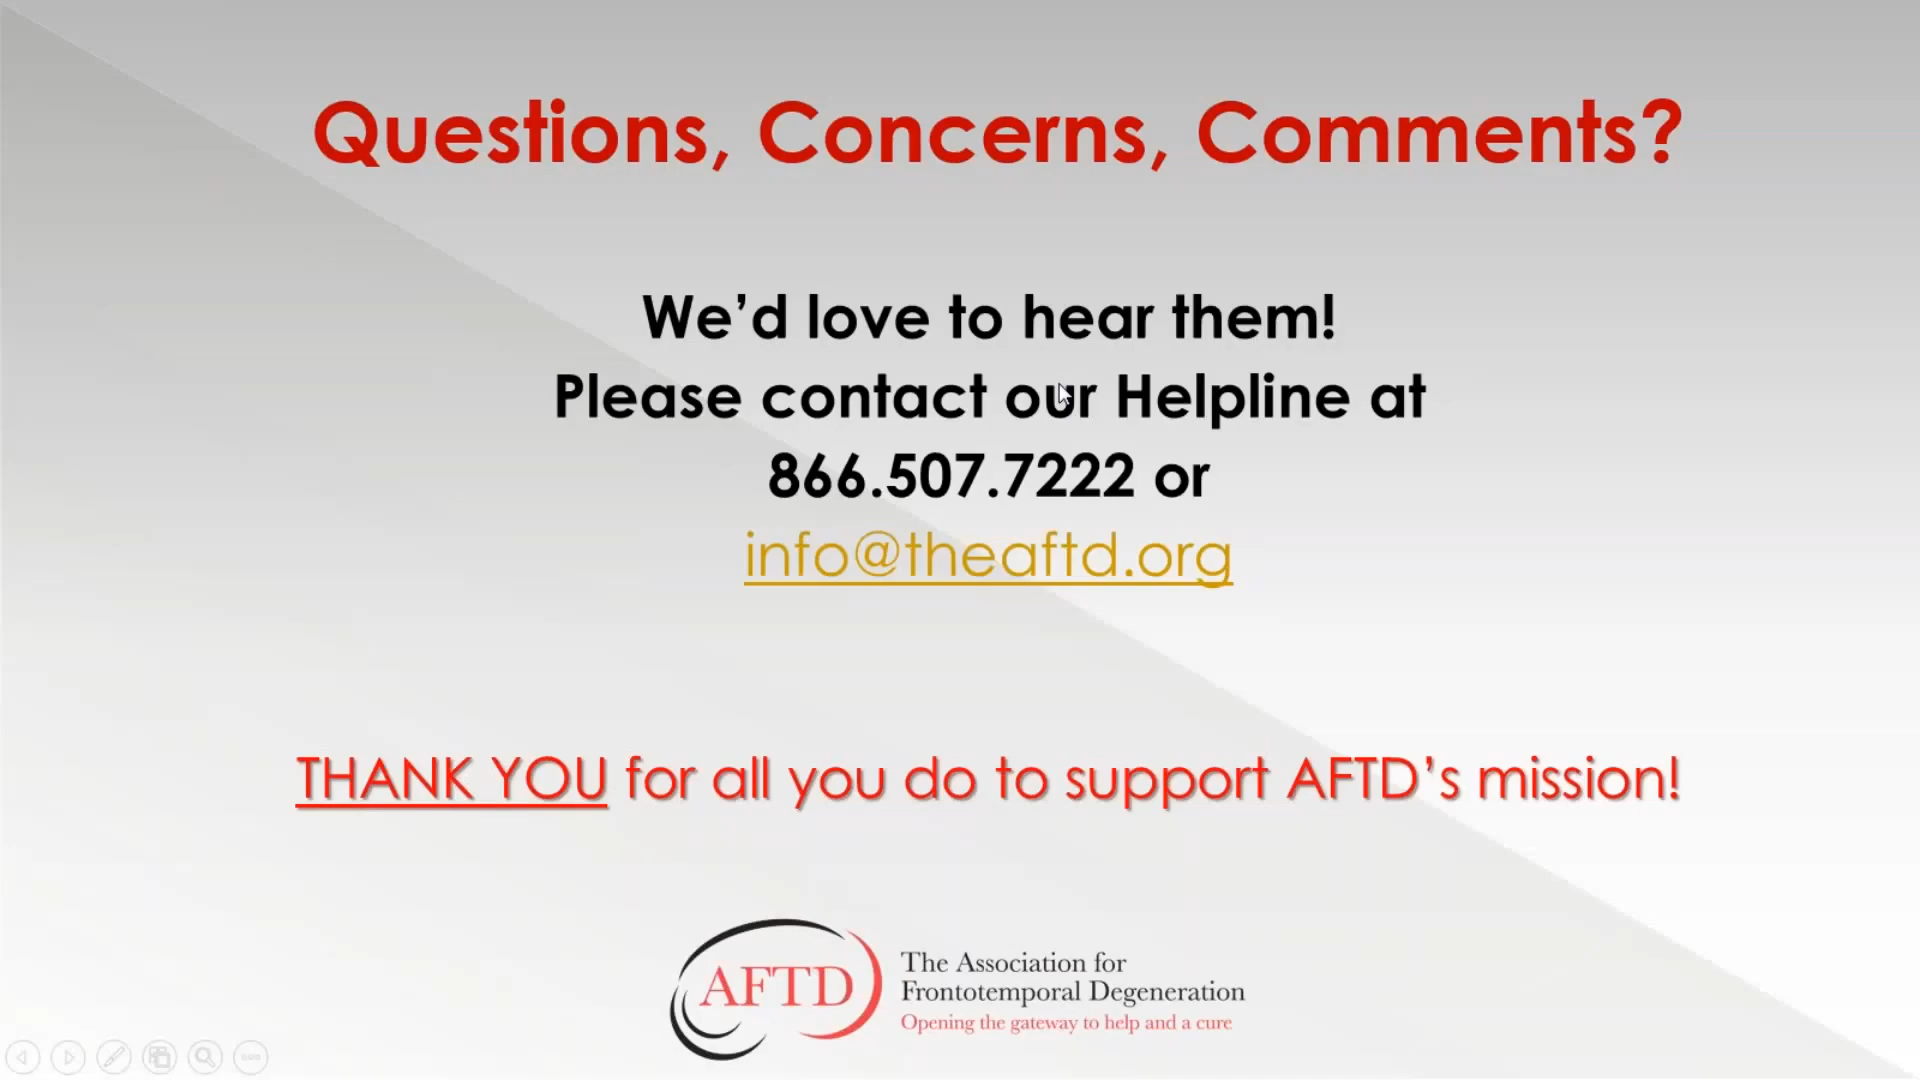 Questions, Concerns, Comments?
We’d love to hear them!
Please contact our Helpline at
866.507.7222 or
info@theaftd.org
THANK YOU for all you do to support AFTD’s mission!
AFTD
The Association for
Frontotemporal Degeneration
Opening the gateway to help and a cure